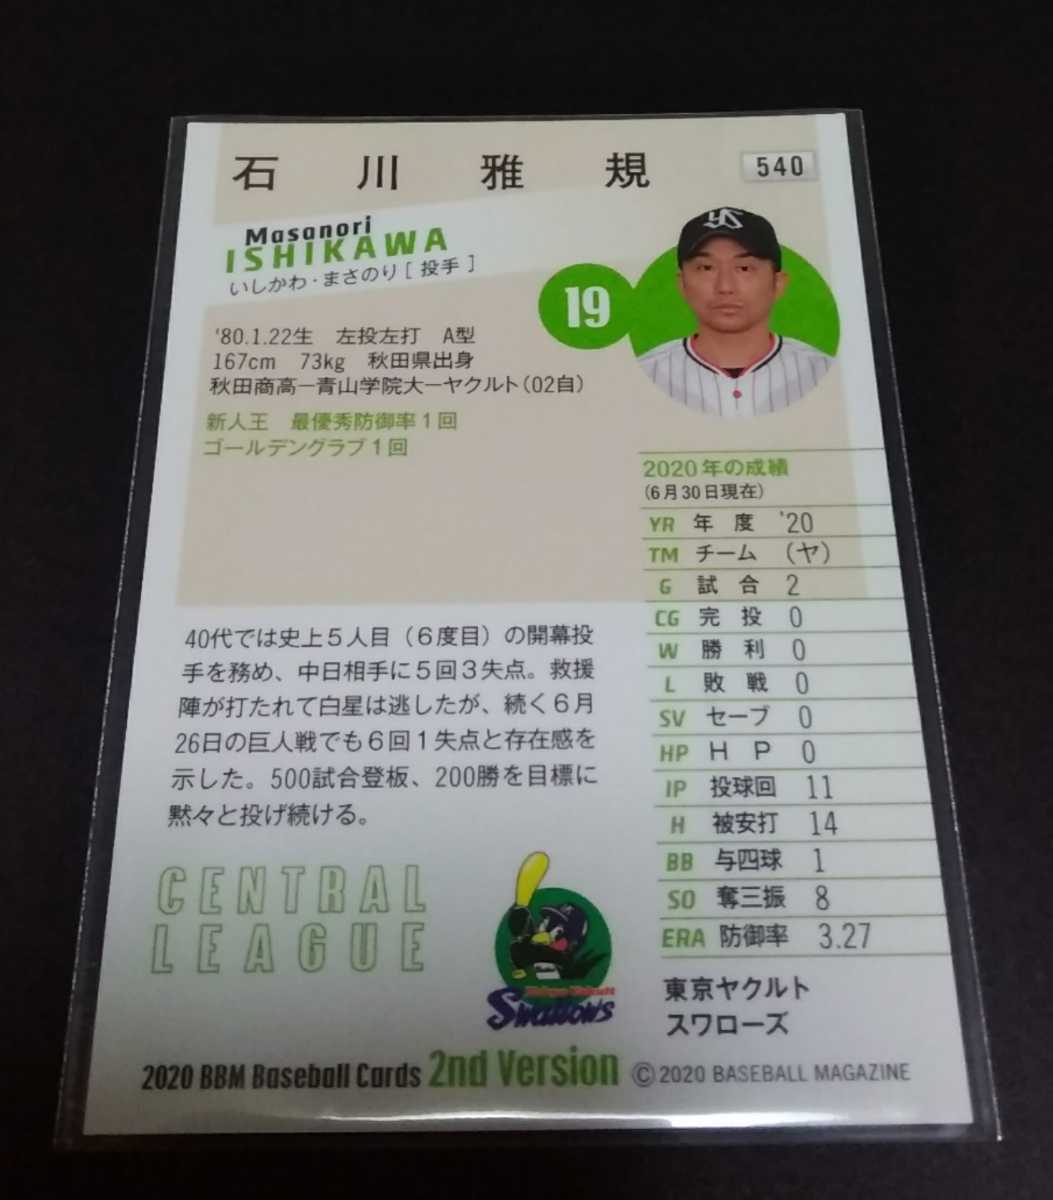 石川雅規
540
Masanori
ISHIKAWA
いしかわ・まさのり[ 投手 ]
19
'80.1.22生　左投左打　A型
167cm　73kg　秋田県出身
秋田商高ー青山学院大ーヤクルト(02自)
新人王　最優秀防御率1回
ゴールデングラブ1回
2020年の成績
(6月30日現在)
YR 年度 '20
TM チーム (ヤ)
G 試合 2
CG 完投 0
W 勝利 0
L 敗戦 0
SV セーブ 0
HP HP 0
IP 投球回 11
H 被安打 14
BB 与四球 1
SO 奪三振 8
ERA 防御率 3.27
40代では史上5人目(6度目)の開幕投
手を務め、中日相手に5回3失点。救援
陣が打たれて白星は逃したが、続く6月
26日の巨人戦でも6回1失点と存在感を
示した。500試合登板、200勝を目標に
黙々と投げ続ける。
CENTRAL
LEAGUE
Tokyo Yakult
Swallows
東京ヤクルト
スワローズ
2020 BBM Baseball Cards 2nd Version ©2020 BASEBALL MAGAZINE